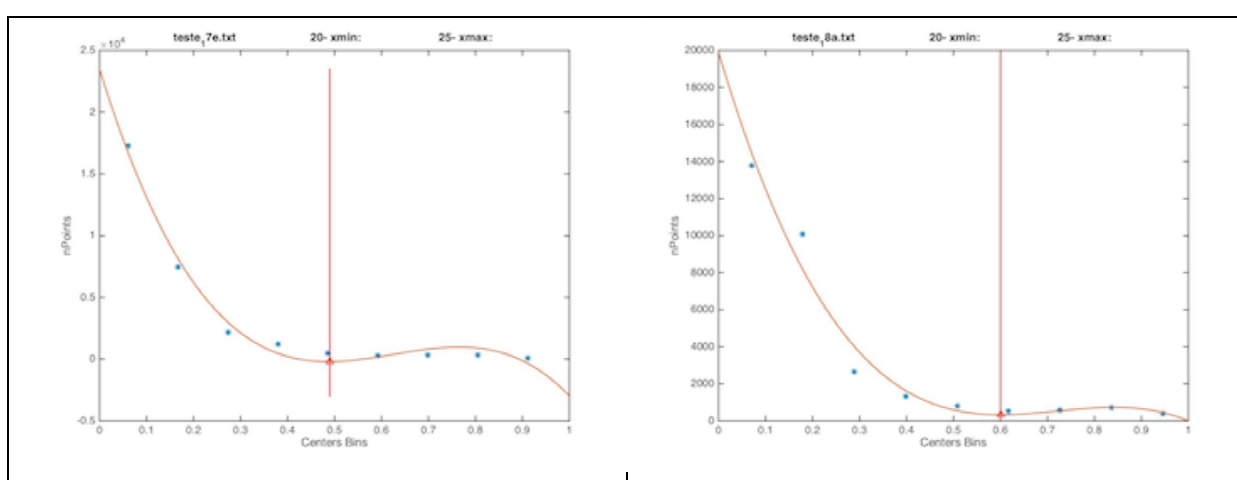 teste₁7e.txt 20- xmin: 25- xmax:
×10⁴
2.5
2
1.5
1
0.5
0
-0.5
nPoints
0 0.1 0.2 0.3 0.4 0.5 0.6 0.7 0.8 0.9 1
Centers Bins
teste₁8a.txt 20- xmin: 25- xmax:
20000
18000
16000
14000
12000
10000
8000
6000
4000
2000
0
nPoints
0 0.1 0.2 0.3 0.4 0.5 0.6 0.7 0.8 0.9 1
Centers Bins